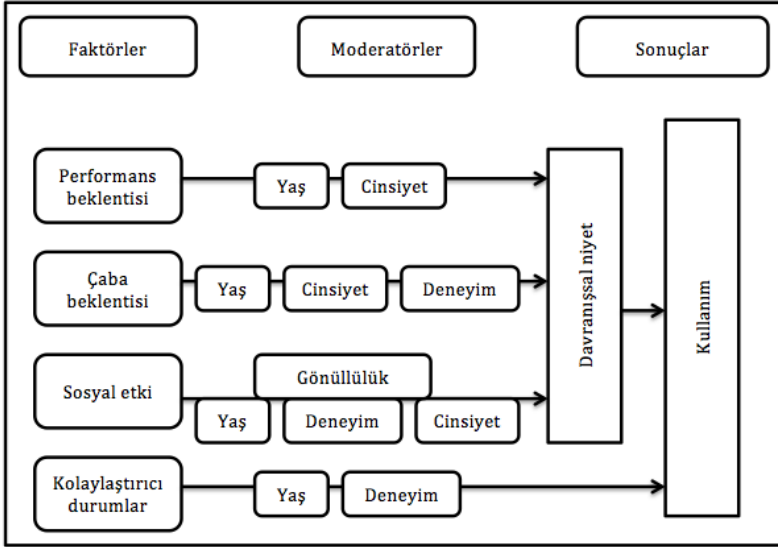 Faktörler
Moderatörler
Sonuçlar
Performans
beklentisi
Yaş
Cinsiyet
Çaba
beklentisi
Yaş
Cinsiyet
Deneyim
Sosyal etki
Gönüllülük
Yaş
Deneyim
Cinsiyet
Kolaylaştırıcı
durumlar
Yaş
Deneyim
Davranışsal niyet
Kullanım